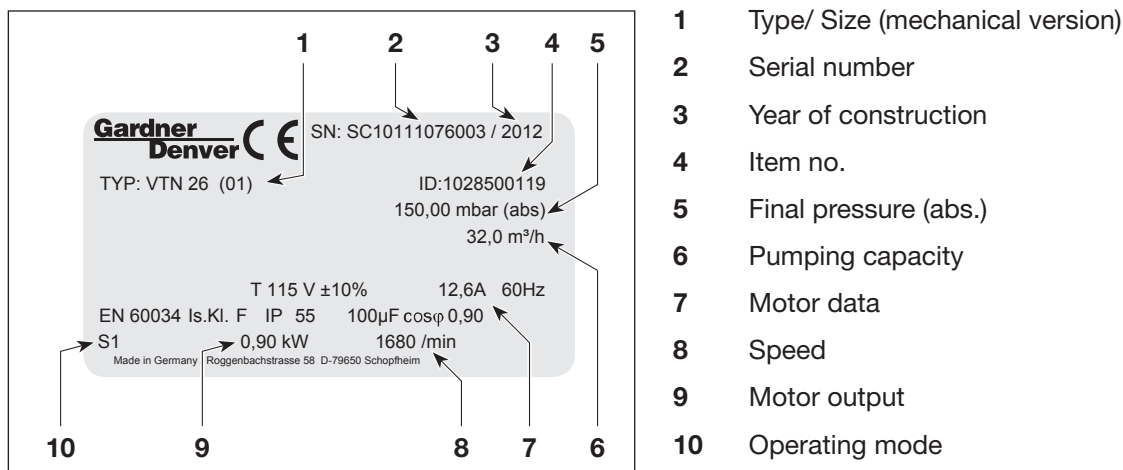 1 2 3 4 5
Gardner
Denver CE SN: SC10111076003 / 2012
TYP: VTN 26 (01) ID:1028500119
150,00 mbar (abs)
32,0 m³/h
T 115 V ±10% 12,6A 60Hz
EN 60034 Is.Kl. F IP 55 100µF cosφ 0,90
S1 0,90 kW 1680 /min
Made in Germany Roggenbachstrasse 58 D-79650 Schopfheim
10 9 8 7 6
1 Type/ Size (mechanical version)
2 Serial number
3 Year of construction
4 Item no.
5 Final pressure (abs.)
6 Pumping capacity
7 Motor data
8 Speed
9 Motor output
10 Operating mode